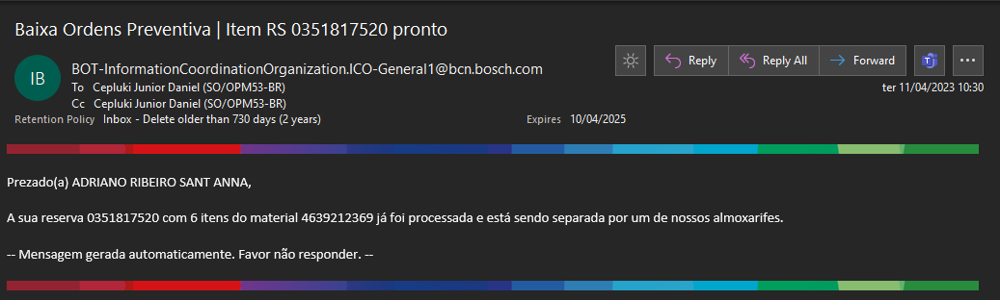 Baixa Ordens Preventiva | Item RS 0351817520 pronto
IB
BOT-InformationCoordinationOrganization.ICO-General1@bcn.bosch.com
Reply
Reply All
Forward
To Cepluki Junior Daniel (SO/OPM53-BR)
Cc Cepluki Junior Daniel (SO/OPM53-BR)
ter 11/04/2023 10:30
Retention Policy Inbox - Delete older than 730 days (2 years)
Expires 10/04/2025
Prezado(a) ADRIANO RIBEIRO SANT ANNA,
A sua reserva 0351817520 com 6 itens do material 4639212369 já foi processada e está sendo separada por um de nossos almoxarifes.
-- Mensagem gerada automaticamente. Favor não responder. --